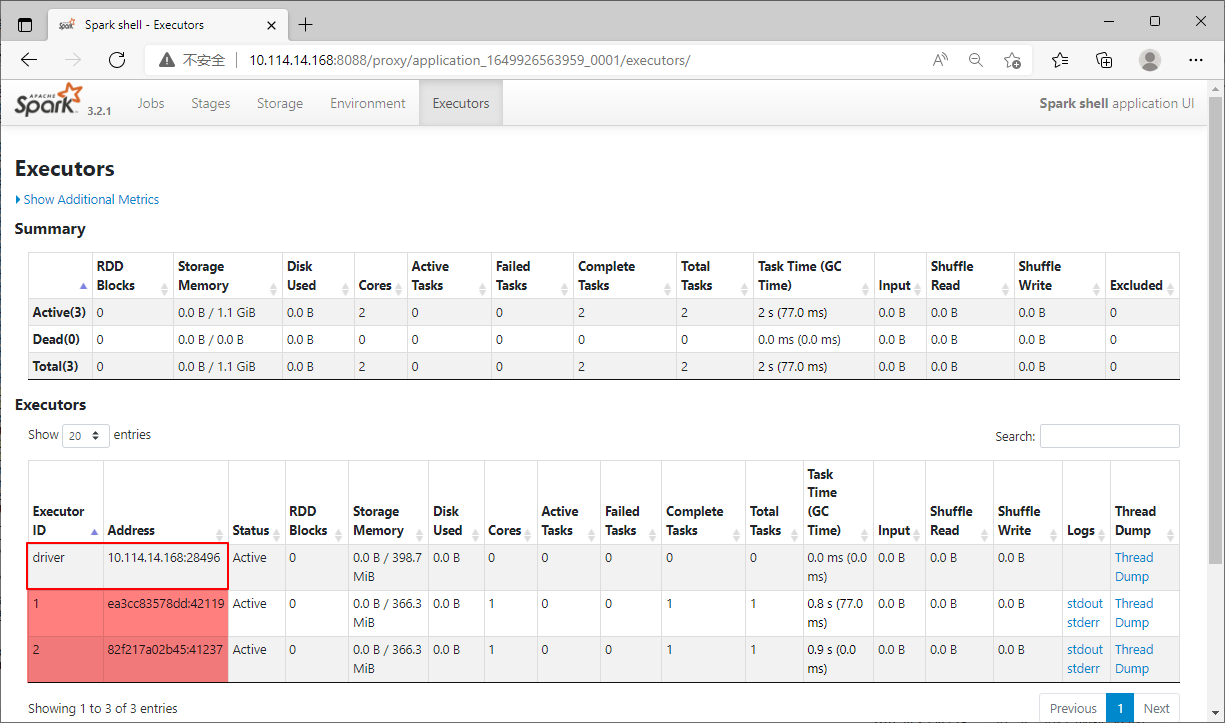 Spark shell - Executors
不安全 10.114.14.168:8088/proxy/application_1649926563959_0001/executors/
APACHE Spark 3.2.1 Jobs Stages Storage Environment Executors Spark shell application UI
Executors
Show Additional Metrics
Summary
RDD Blocks Storage Memory Disk Used Cores Active Tasks Failed Tasks Complete Tasks Total Tasks Task Time (GC Time) Input Shuffle Read Shuffle Write Excluded
Active(3) 0 0.0 B / 1.1 GiB 0.0 B 2 0 0 2 2 2 s (77.0 ms) 0.0 B 0.0 B 0.0 B 0
Dead(0) 0 0.0 B / 0.0 B 0.0 B 0 0 0 0 0 0.0 ms (0.0 ms) 0.0 B 0.0 B 0.0 B 0
Total(3) 0 0.0 B / 1.1 GiB 0.0 B 2 0 0 2 2 2 s (77.0 ms) 0.0 B 0.0 B 0.0 B 0
Executors
Show 20 entries Search:
Executor ID Address Status RDD Blocks Storage Memory Disk Used Cores Active Tasks Failed Tasks Complete Tasks Total Tasks Task Time (GC Time) Input Shuffle Read Shuffle Write Logs Thread Dump
driver 10.114.14.168:28496 Active 0 0.0 B / 398.7 MiB 0.0 B 0 0 0 0 0 0.0 ms (0.0 ms) 0.0 B 0.0 B 0.0 B Thread Dump
1 ea3cc83578dd:42119 Active 0 0.0 B / 366.3 MiB 0.0 B 1 0 0 1 1 0.8 s (77.0 ms) 0.0 B 0.0 B 0.0 B stdout stderr Thread Dump
2 82f217a02b45:41237 Active 0 0.0 B / 366.3 MiB 0.0 B 1 0 0 1 1 0.9 s (0.0 ms) 0.0 B 0.0 B 0.0 B stdout stderr Thread Dump
Showing 1 to 3 of 3 entries Previous 1 Next